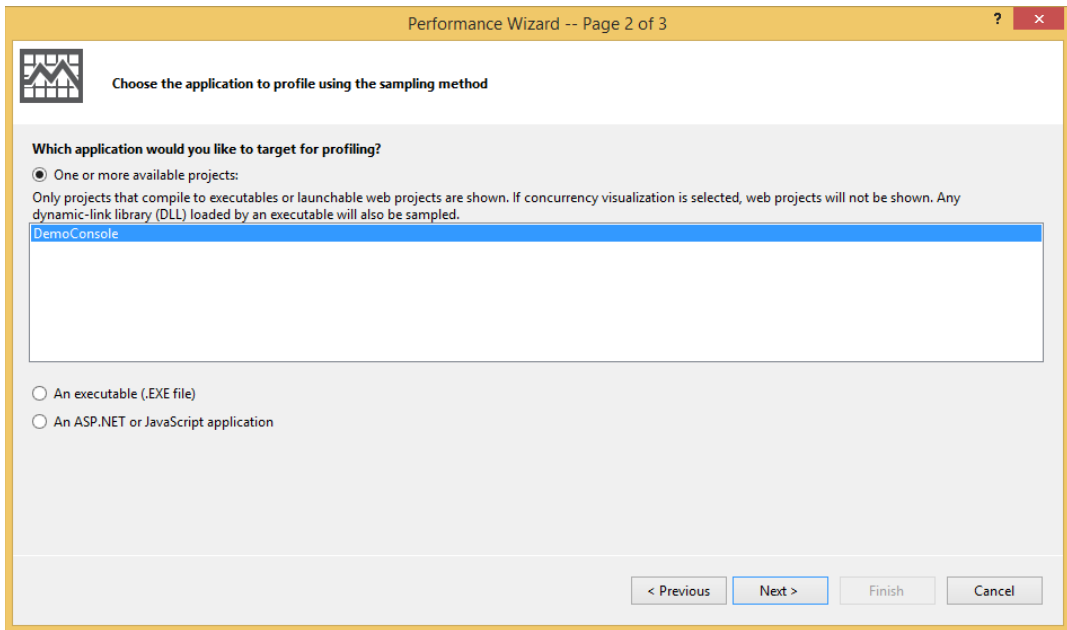 Performance Wizard -- Page 2 of 3
?
Choose the application to profile using the sampling method
Which application would you like to target for profiling?
One or more available projects:
Only projects that compile to executables or launchable web projects are shown. If concurrency visualization is selected, web projects will not be shown. Any
dynamic-link library (DLL) loaded by an executable will also be sampled.
DemoConsole
An executable (.EXE file)
An ASP.NET or JavaScript application
< Previous Next > Finish Cancel